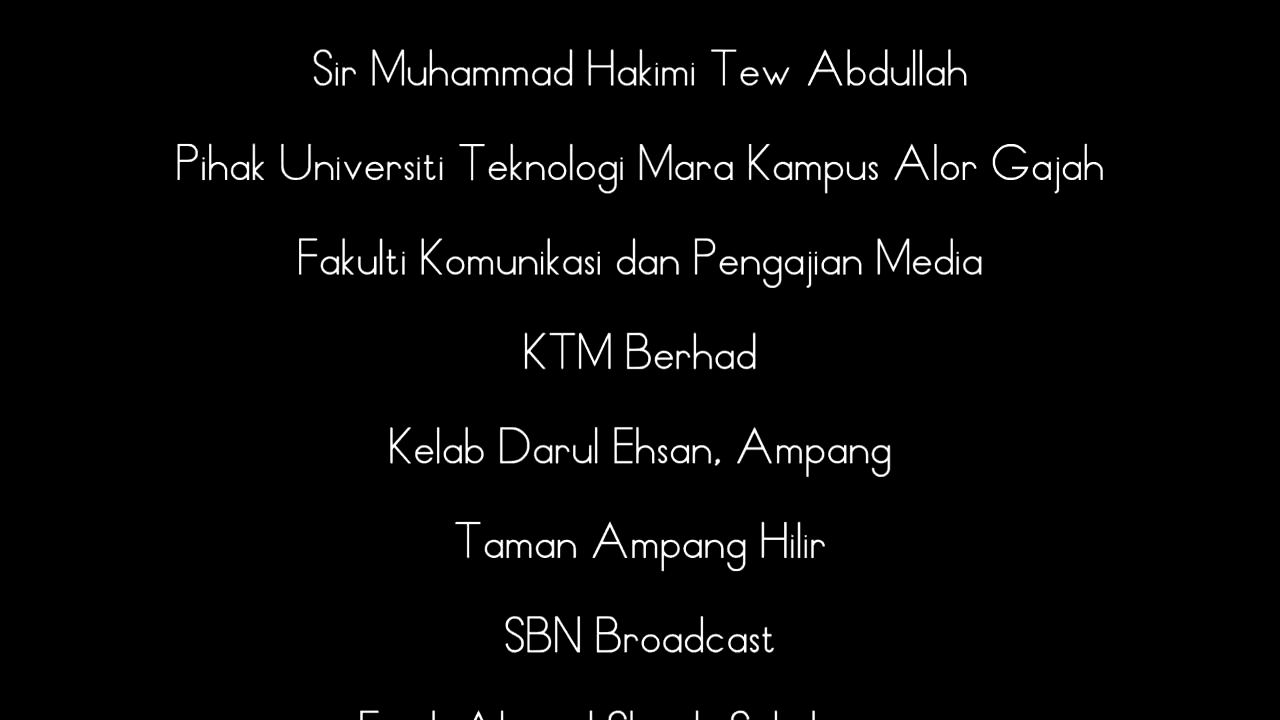 Sir Muhammad Hakimi Tew Abdullah
Pihak Universiti Teknologi Mara Kampus Alor Gajah
Fakulti Komunikasi dan Pengajian Media
KTM Berhad
Kelab Darul Ehsan, Ampang
Taman Ampang Hilir
SBN Broadcast